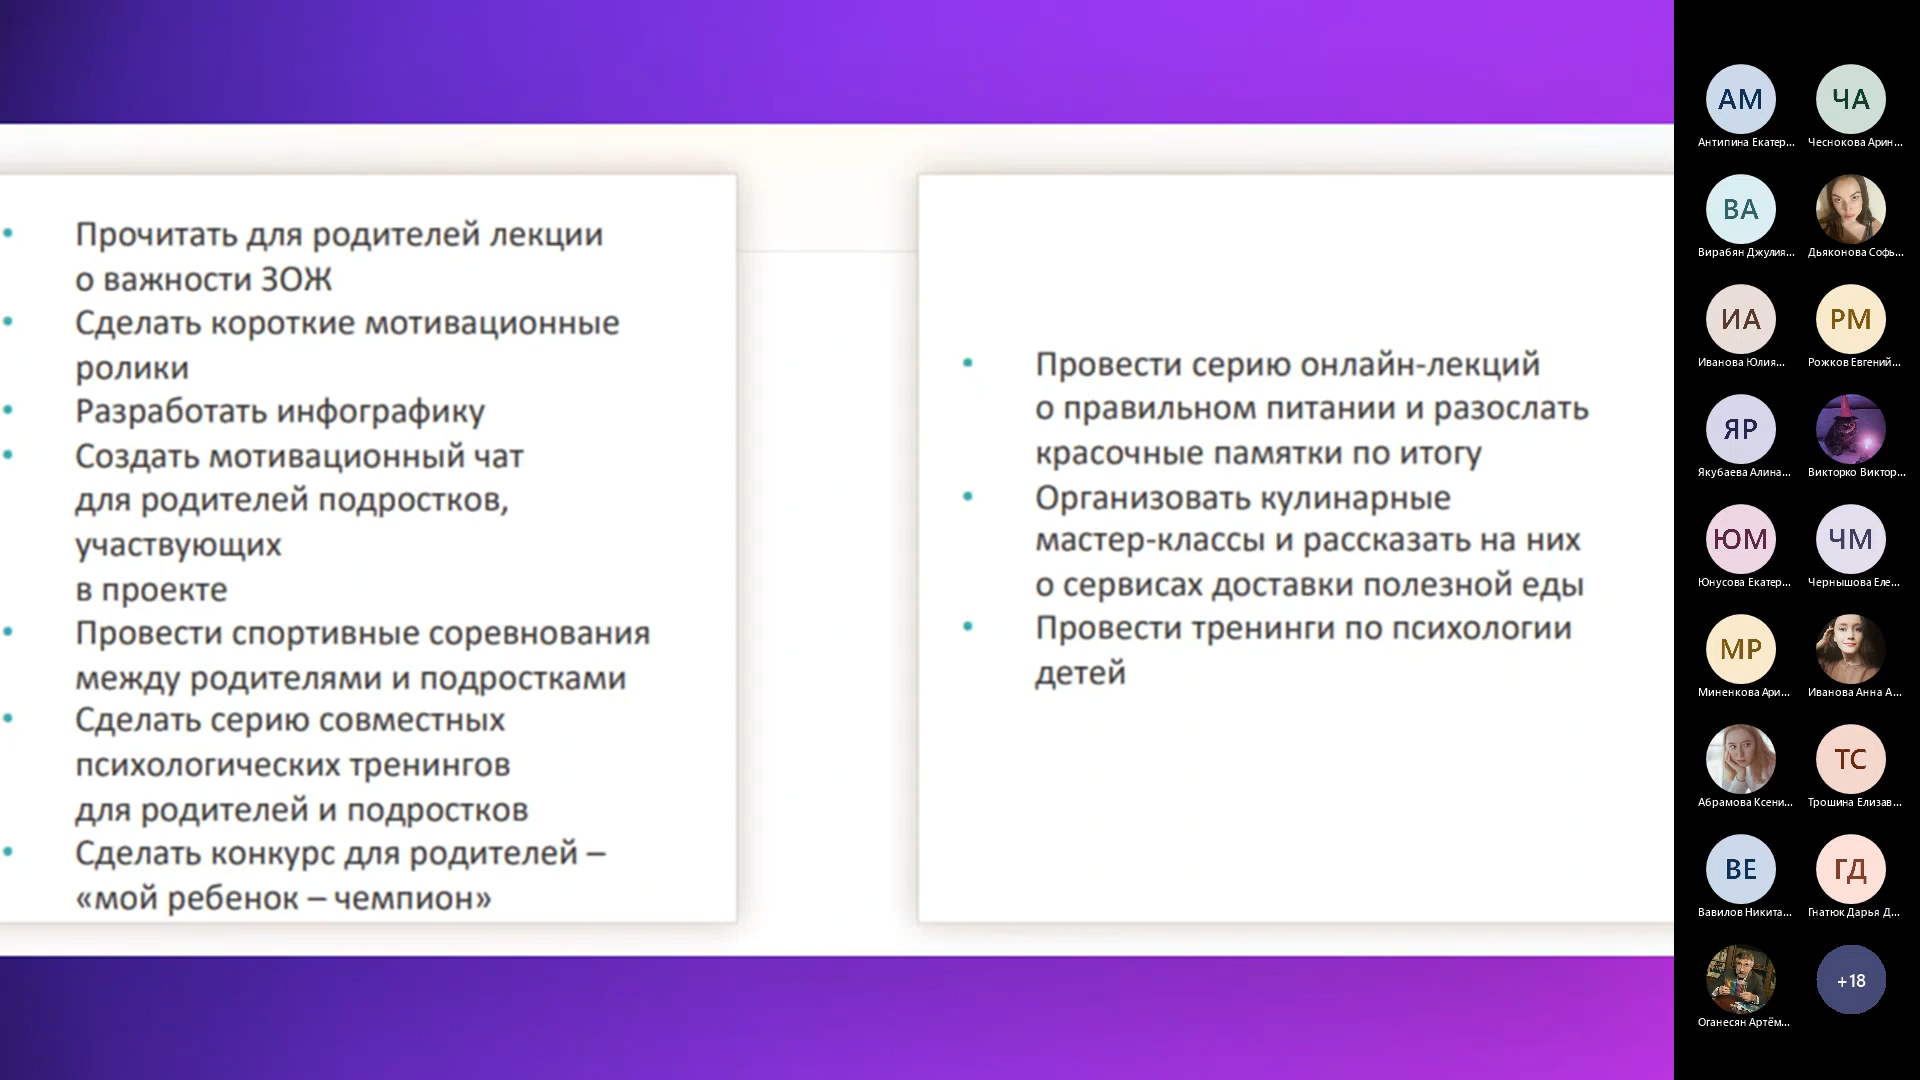 Прочитать для родителей лекции
о важности ЗОЖ
Сделать короткие мотивационные
ролики
Разработать инфографику
Создать мотивационный чат
для родителей подростков,
участвующих
в проекте
Провести спортивные соревнования
между родителями и подростками
Сделать серию совместных
психологических тренингов
для родителей и подростков
Сделать конкурс для родителей –
«мой ребенок – чемпион»
Провести серию онлайн-лекций
о правильном питании и разослать
красочные памятки по итогу
Организовать кулинарные
мастер-классы и рассказать на них
о сервисах доставки полезной еды
Провести тренинги по психологии
детей
АМ
Антипина Екатер...
ЧА
Чеснокова Арин...
ВА
Вирабян Джулия...
Дьяконова Софь...
ИА
Иванова Юлия...
РМ
Рожков Евгений...
ЯР
Якубаева Алина...
Викторко Виктор...
ЮМ
Юнусова Екатер...
ЧМ
Чернышова Еле...
МР
Миненкова Ари...
Иванова Анна А...
Абрамова Ксени...
ТС
Трошина Елизав...
ВЕ
Вавилов Никита...
ГД
Гнатюк Дарья Д...
Оганесян Артём...
+18